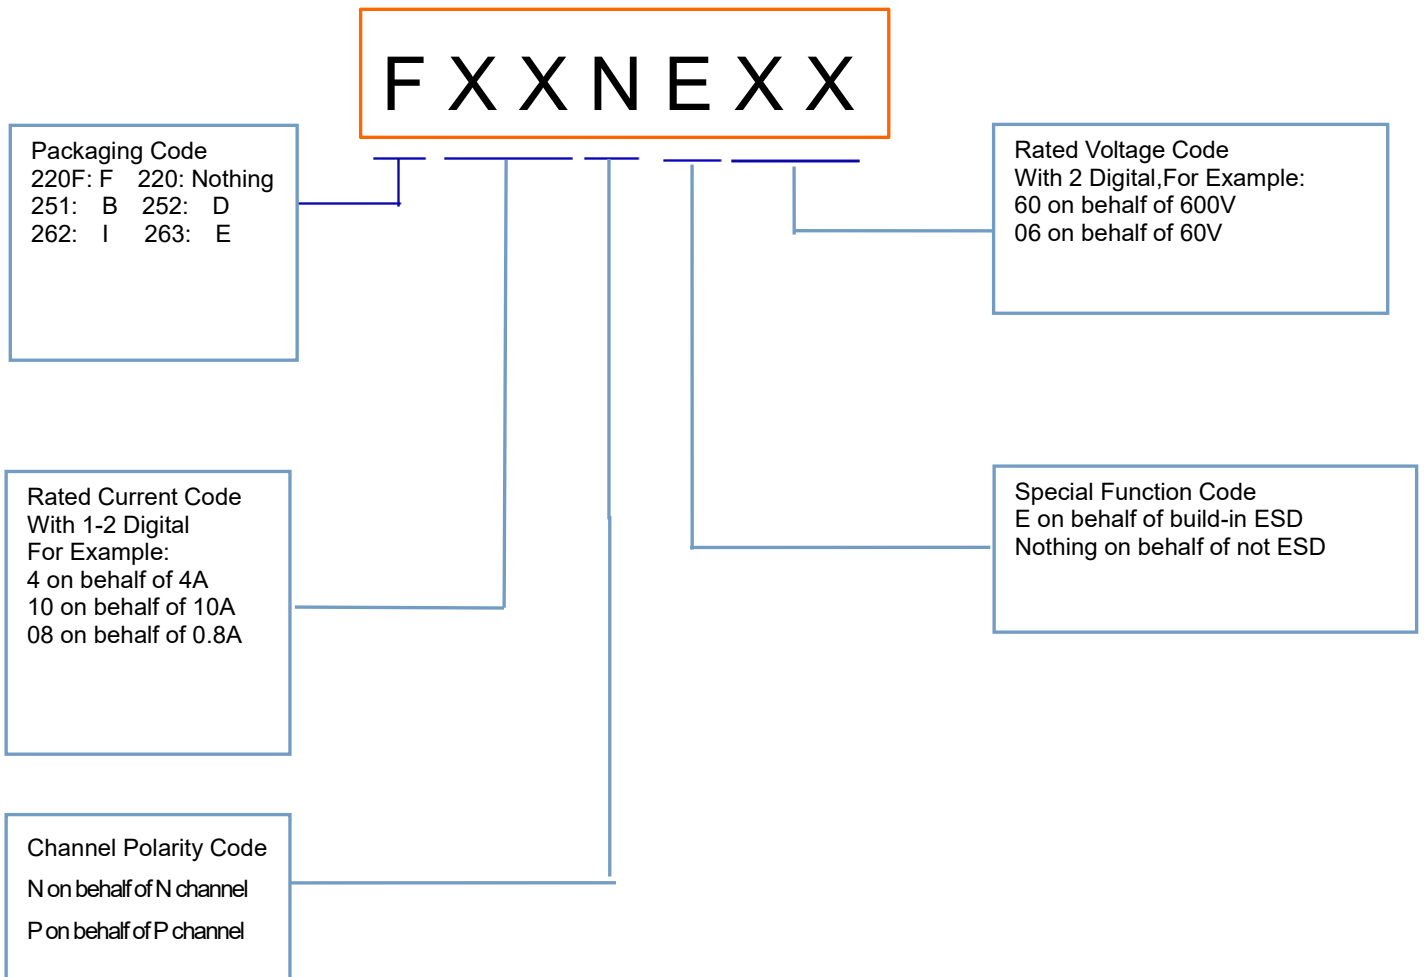 F X X N E X X
Packaging Code
220F: F 220: Nothing
251: B 252: D
262: I 263: E
Rated Voltage Code
With 2 Digital,For Example:
60 on behalf of 600V
06 on behalf of 60V
Rated Current Code
With 1-2 Digital
For Example:
4 on behalf of 4A
10 on behalf of 10A
08 on behalf of 0.8A
Special Function Code
E on behalf of build-in ESD
Nothing on behalf of not ESD
Channel Polarity Code
N on behalf of N channel
P on behalf of P channel